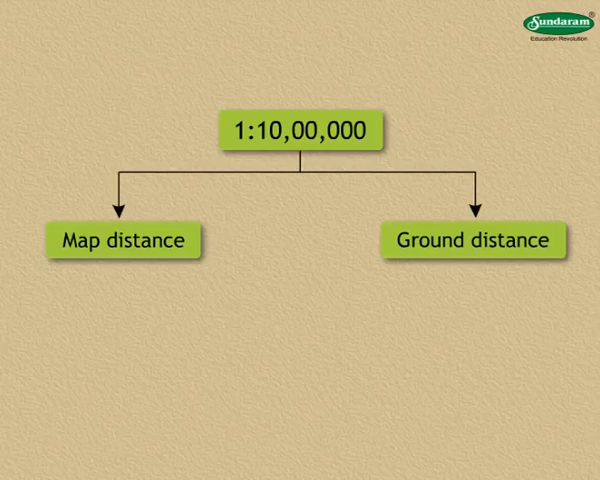 Sundaram®
Education Revolution
1:10,00,000
Map distance
Ground distance